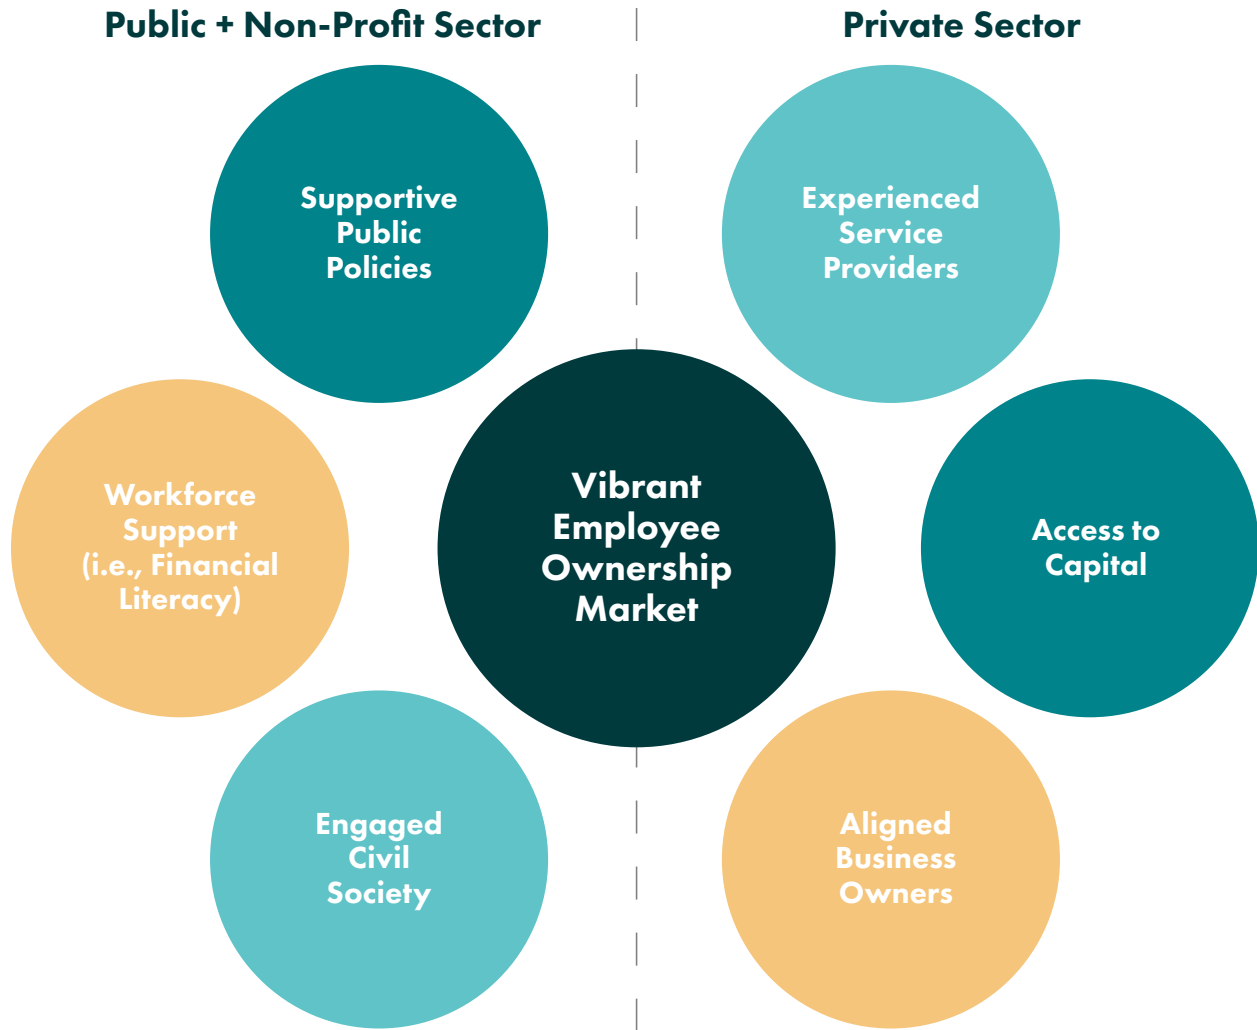 Public + Non-Profit Sector
Private Sector
Supportive
Public
Policies
Experienced
Service
Providers
Workforce
Support
(i.e., Financial
Literacy)
Vibrant
Employee
Ownership
Market
Access to
Capital
Engaged
Civil
Society
Aligned
Business
Owners